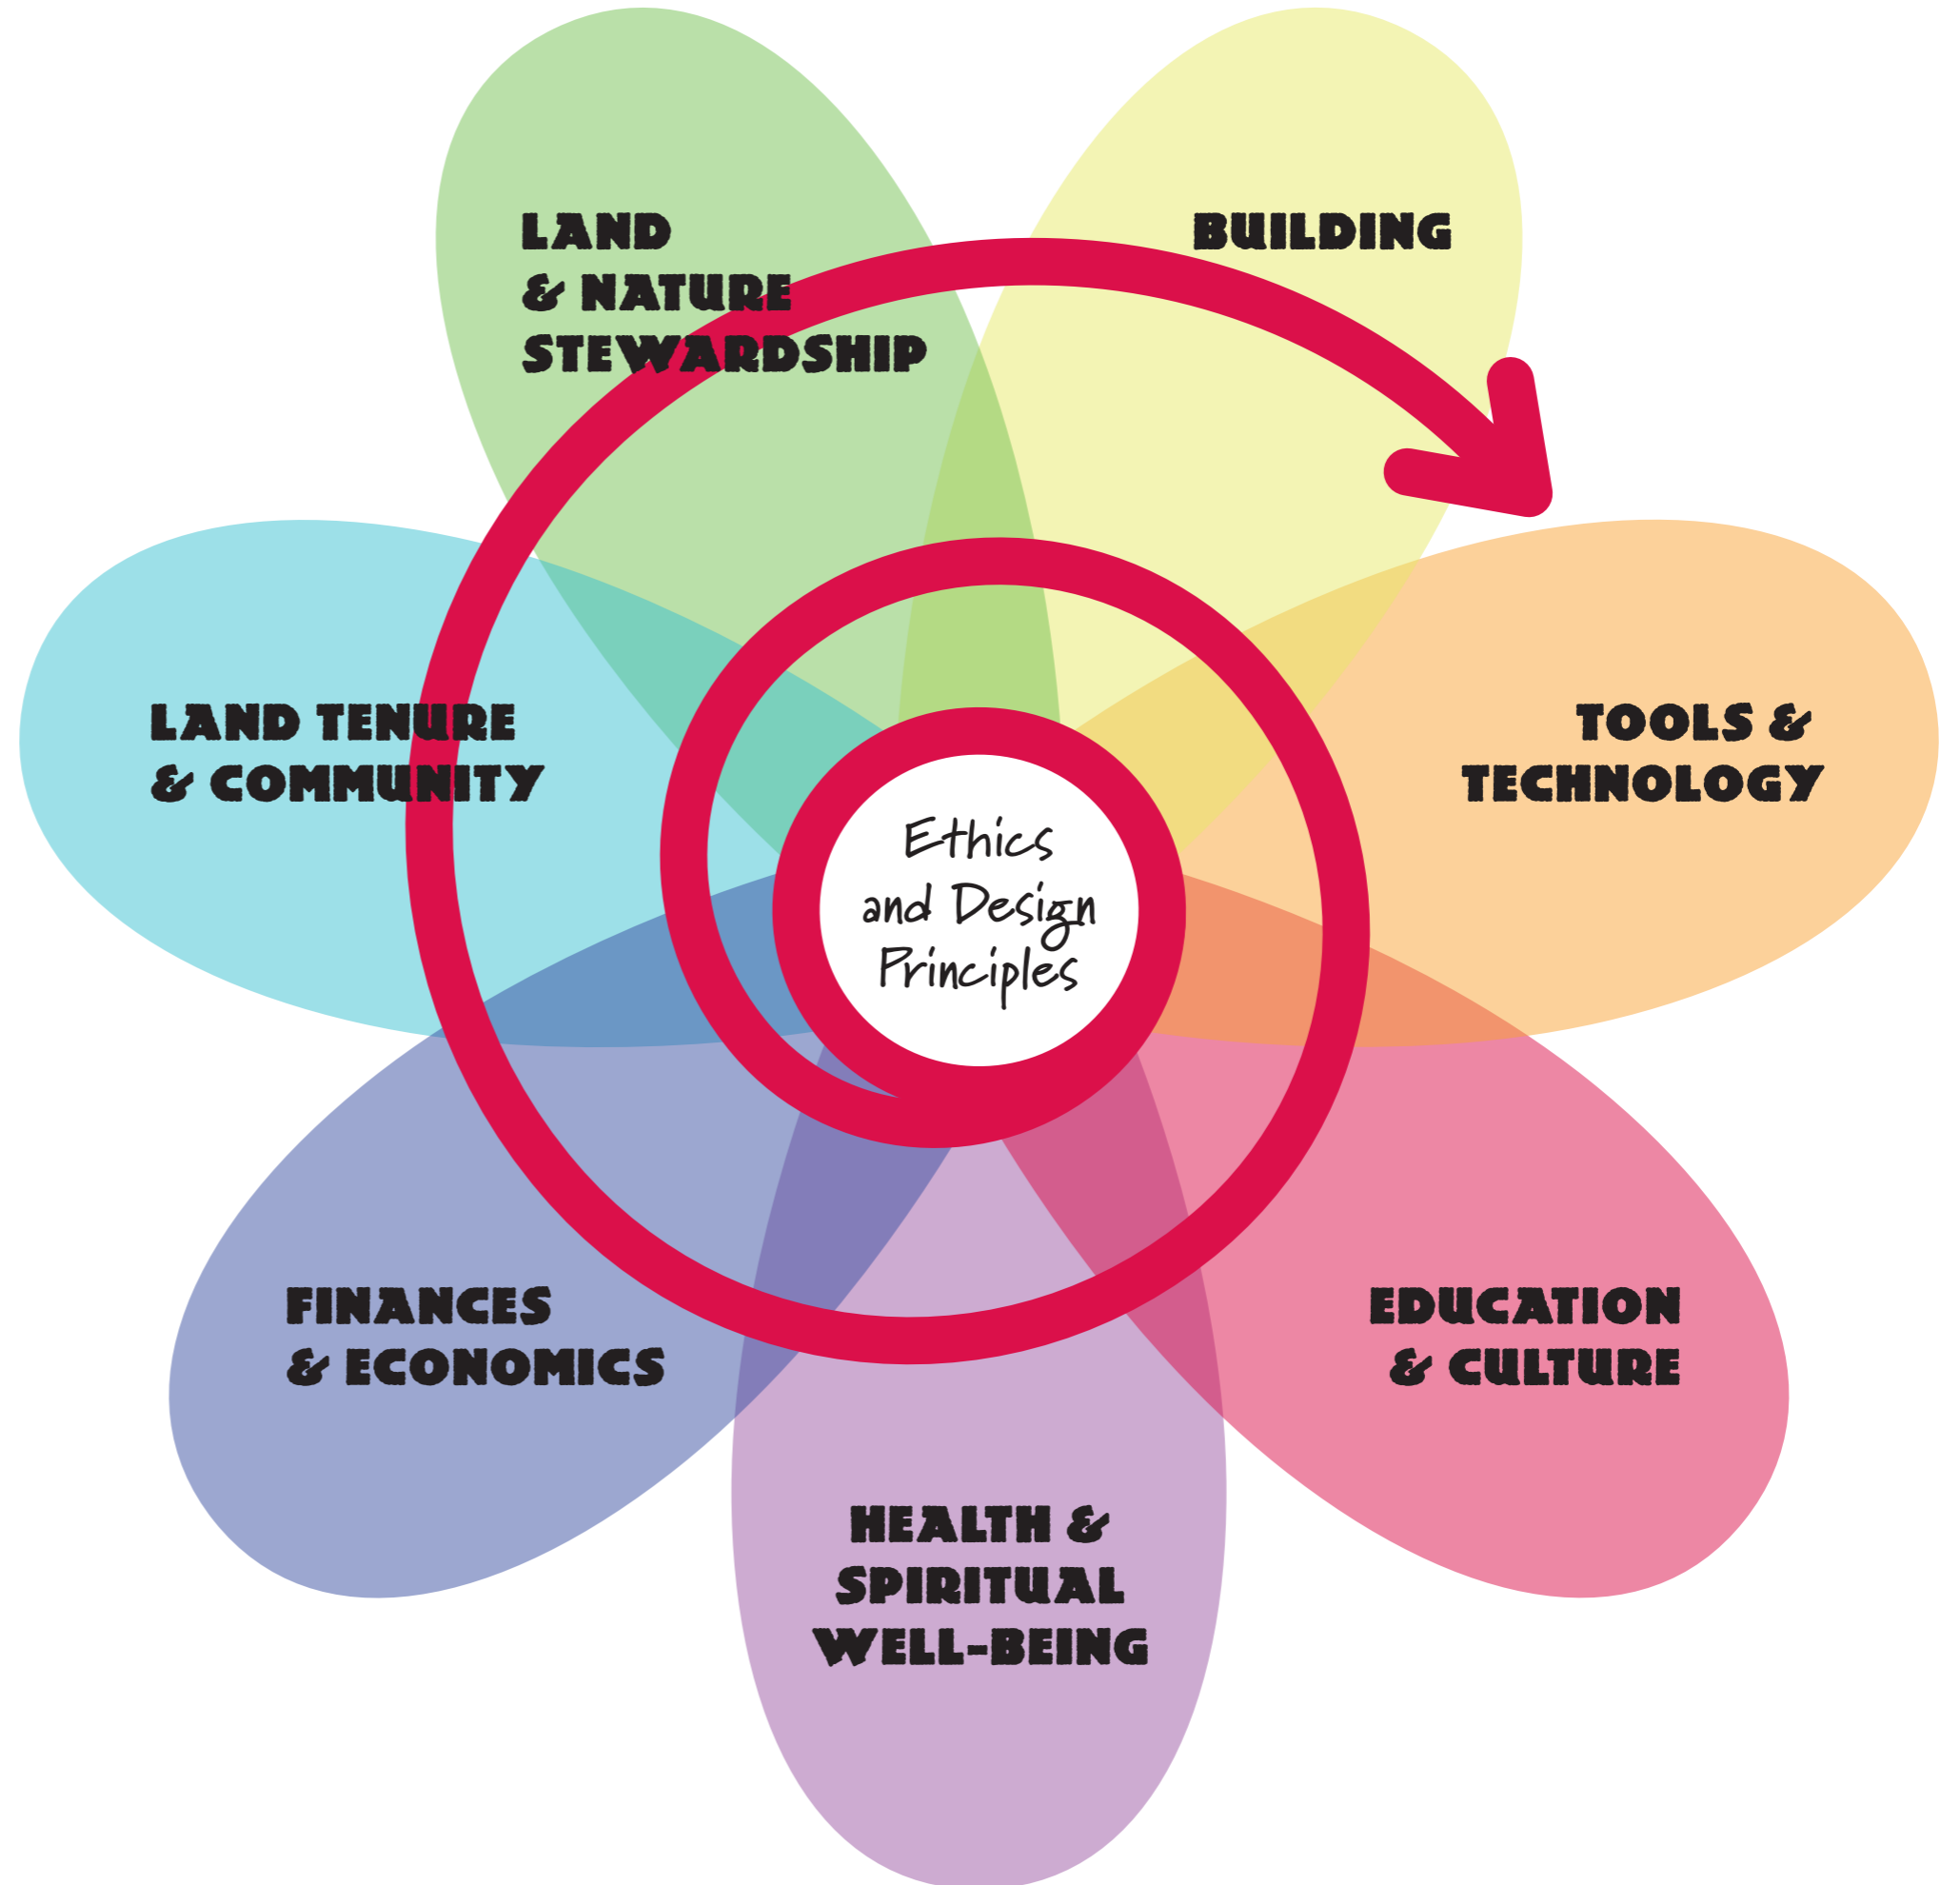 LAND
& NATURE
STEWARDSHIP
BUILDING
LAND TENURE
& COMMUNITY
TOOLS &
TECHNOLOGY
Ethics
and Design
Principles
FINANCES
& ECONOMICS
EDUCATION
& CULTURE
HEALTH &
SPIRITUAL
WELL-BEING